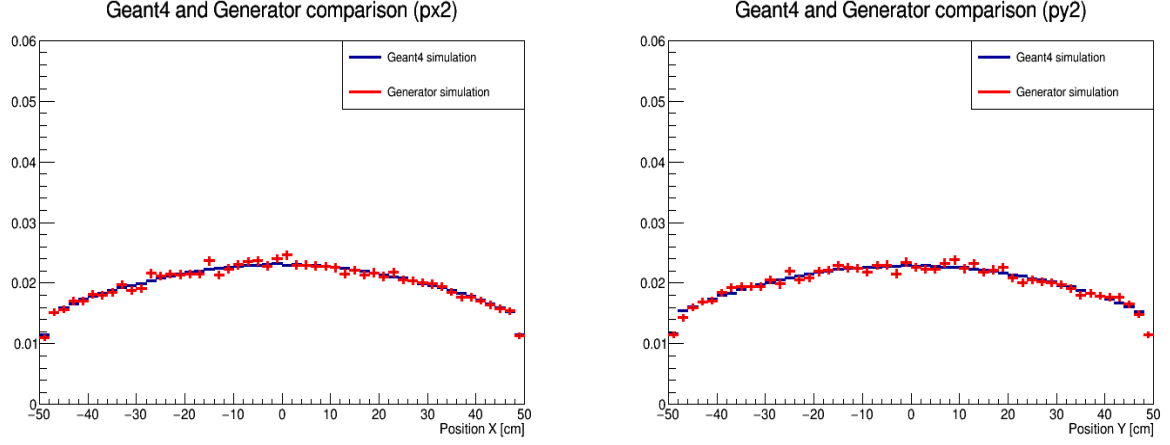 Geant4 and Generator comparison (px2)
0.06
0.05
0.04
0.03
0.02
0.01
0
Geant4 simulation
Generator simulation
−50 −40 −30 −20 −10 0 10 20 30 40 50
Position X [cm]
Geant4 and Generator comparison (py2)
0.06
0.05
0.04
0.03
0.02
0.01
0
Geant4 simulation
Generator simulation
−50 −40 −30 −20 −10 0 10 20 30 40 50
Position Y [cm]